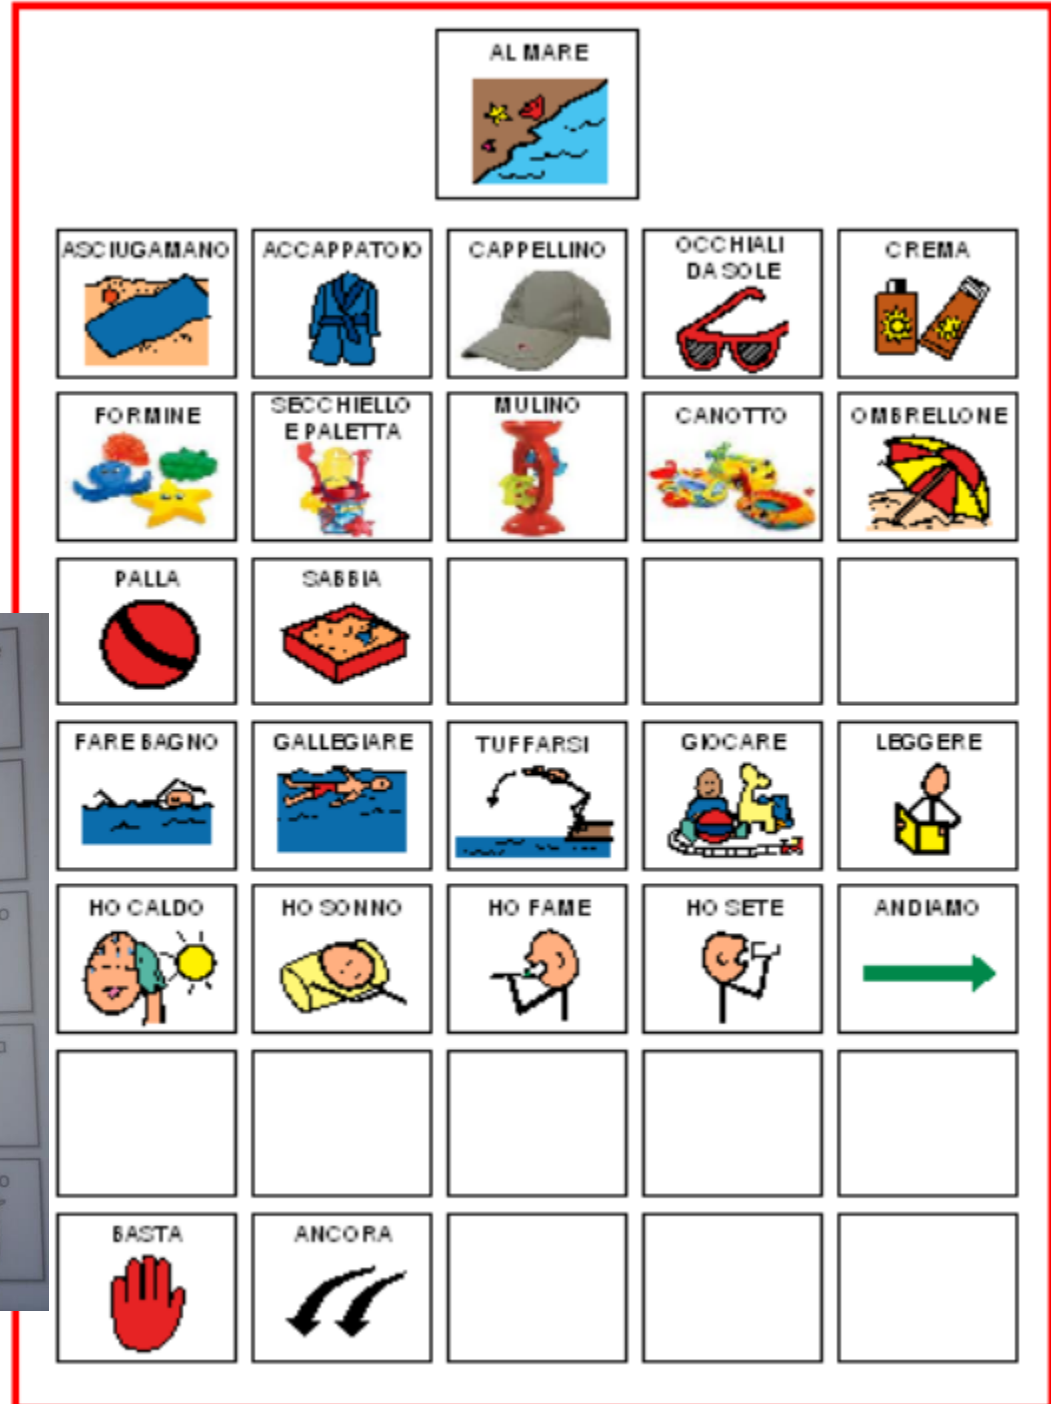 AL MARE
ASCIUGAMANO
ACCAPPATOIO
CAPPELLINO
OCCHIALI
DA SOLE
CREMA
FORMINE
SECCHIELLO
E PALETTA
MULINO
CANOTTO
OMBRELLONE
PALLA
SABBIA
FARE BAGNO
GALLEGIARE
TUFFARSI
GIOCARE
LEGGERE
HO CALDO
HO SONNO
HO FAME
HO SETE
ANDIAMO
BASTA
ANCORA